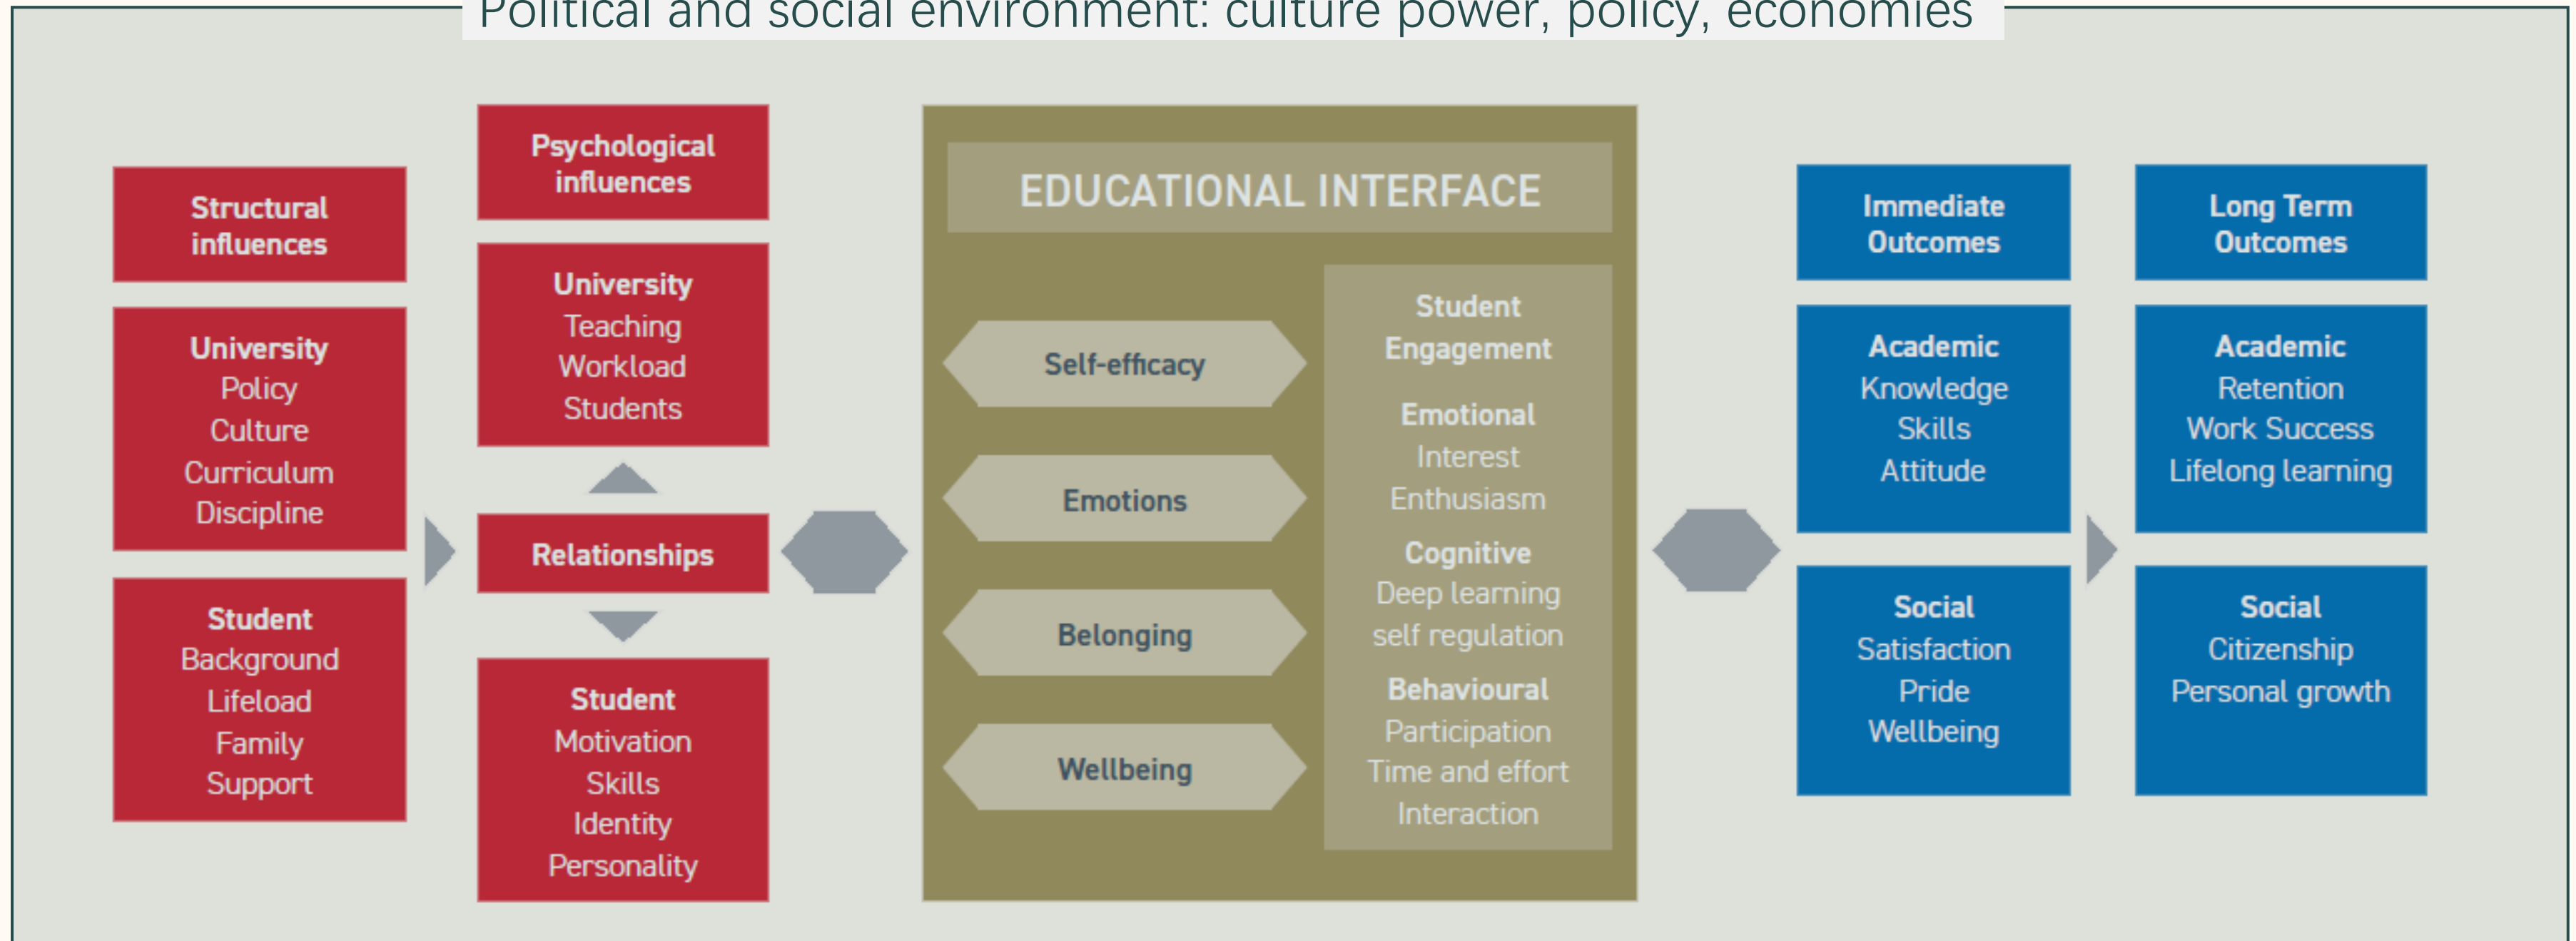 Political and social environment: culture power, policy, economies
Structural
influences
University
Policy
Culture
Curriculum
Discipline
Student
Background
Lifeload
Family
Support
Psychological
influences
University
Teaching
Workload
Students
Relationships
Student
Motivation
Skills
Identity
Personality
EDUCATIONAL INTERFACE
Self-efficacy
Emotions
Belonging
Wellbeing
Student
Engagement
Emotional
Interest
Enthusiasm
Cognitive
Deep learning
self regulation
Behavioural
Participation
Time and effort
Interaction
Immediate
Outcomes
Academic
Knowledge
Skills
Attitude
Social
Satisfaction
Pride
Wellbeing
Long Term
Outcomes
Academic
Retention
Work Success
Lifelong learning
Social
Citizenship
Personal growth